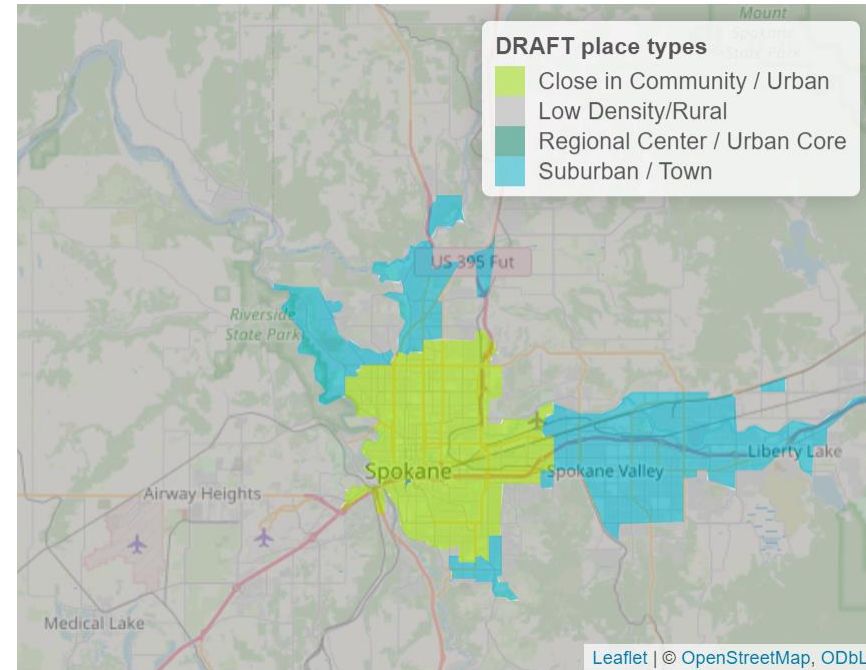 Mount
Spokane
State Park
DRAFT place types
Close in Community / Urban
Low Density/Rural
Regional Center / Urban Core
Suburban / Town
US 395 Fut
Riverside
State Park
Spokane
Spokane Valley
Liberty Lake
Airway Heights
Medical Lake
Leaflet | © OpenStreetMap, ODbL